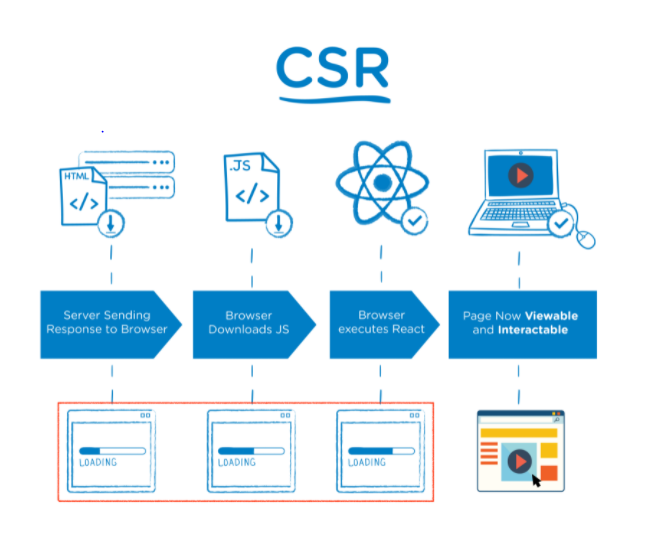 CSR
HTML
</>
.JS
</>
Server Sending
Response to Browser
Browser
Downloads JS
Browser
executes React
Page Now Viewable
and Interactable
LOADING
LOADING
LOADING